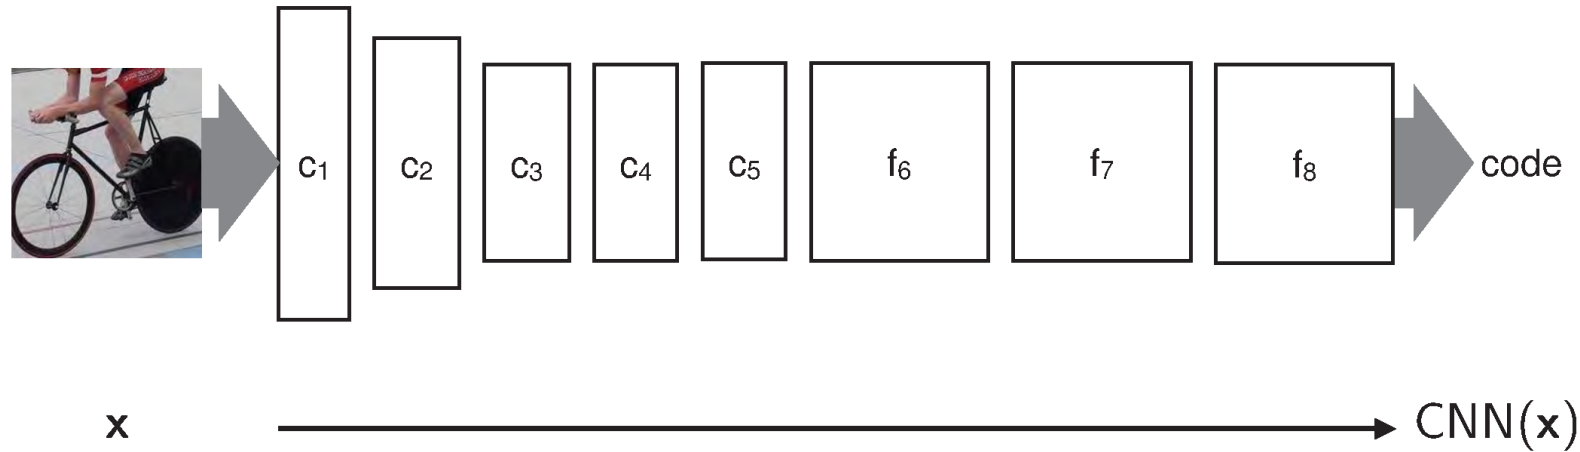 c₁ c₂ c₃ c₄ c₅ f₆ f₇ f₈ code
x CNN(x)